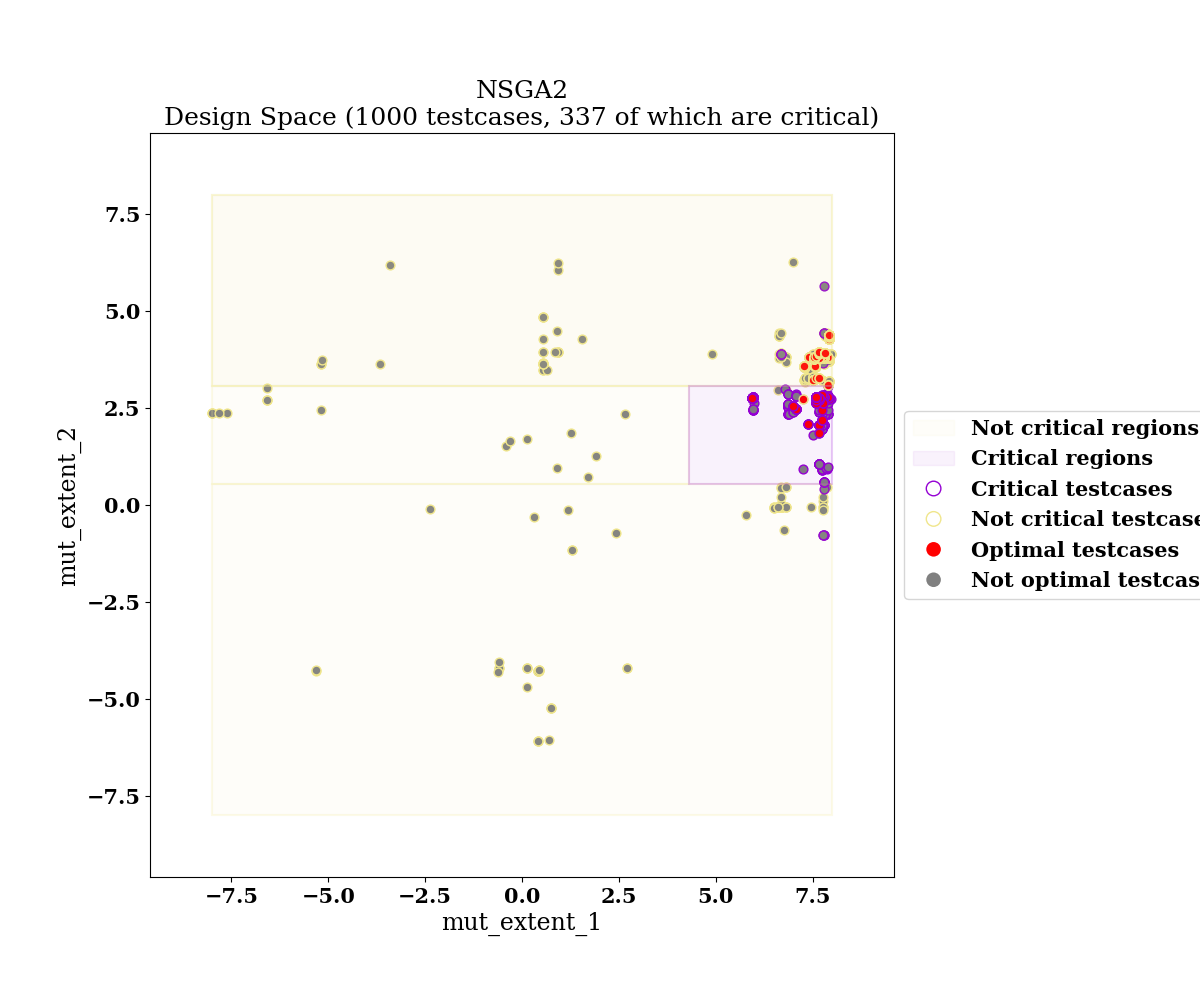 NSGA2
Design Space (1000 testcases, 337 of which are critical)
7.5
5.0
2.5
0.0
−2.5
−5.0
−7.5
mut_extent_2
−7.5 −5.0 −2.5 0.0 2.5 5.0 7.5
mut_extent_1
Not critical regions
Critical regions
Critical testcases
Not critical testcase
Optimal testcases
Not optimal testcas